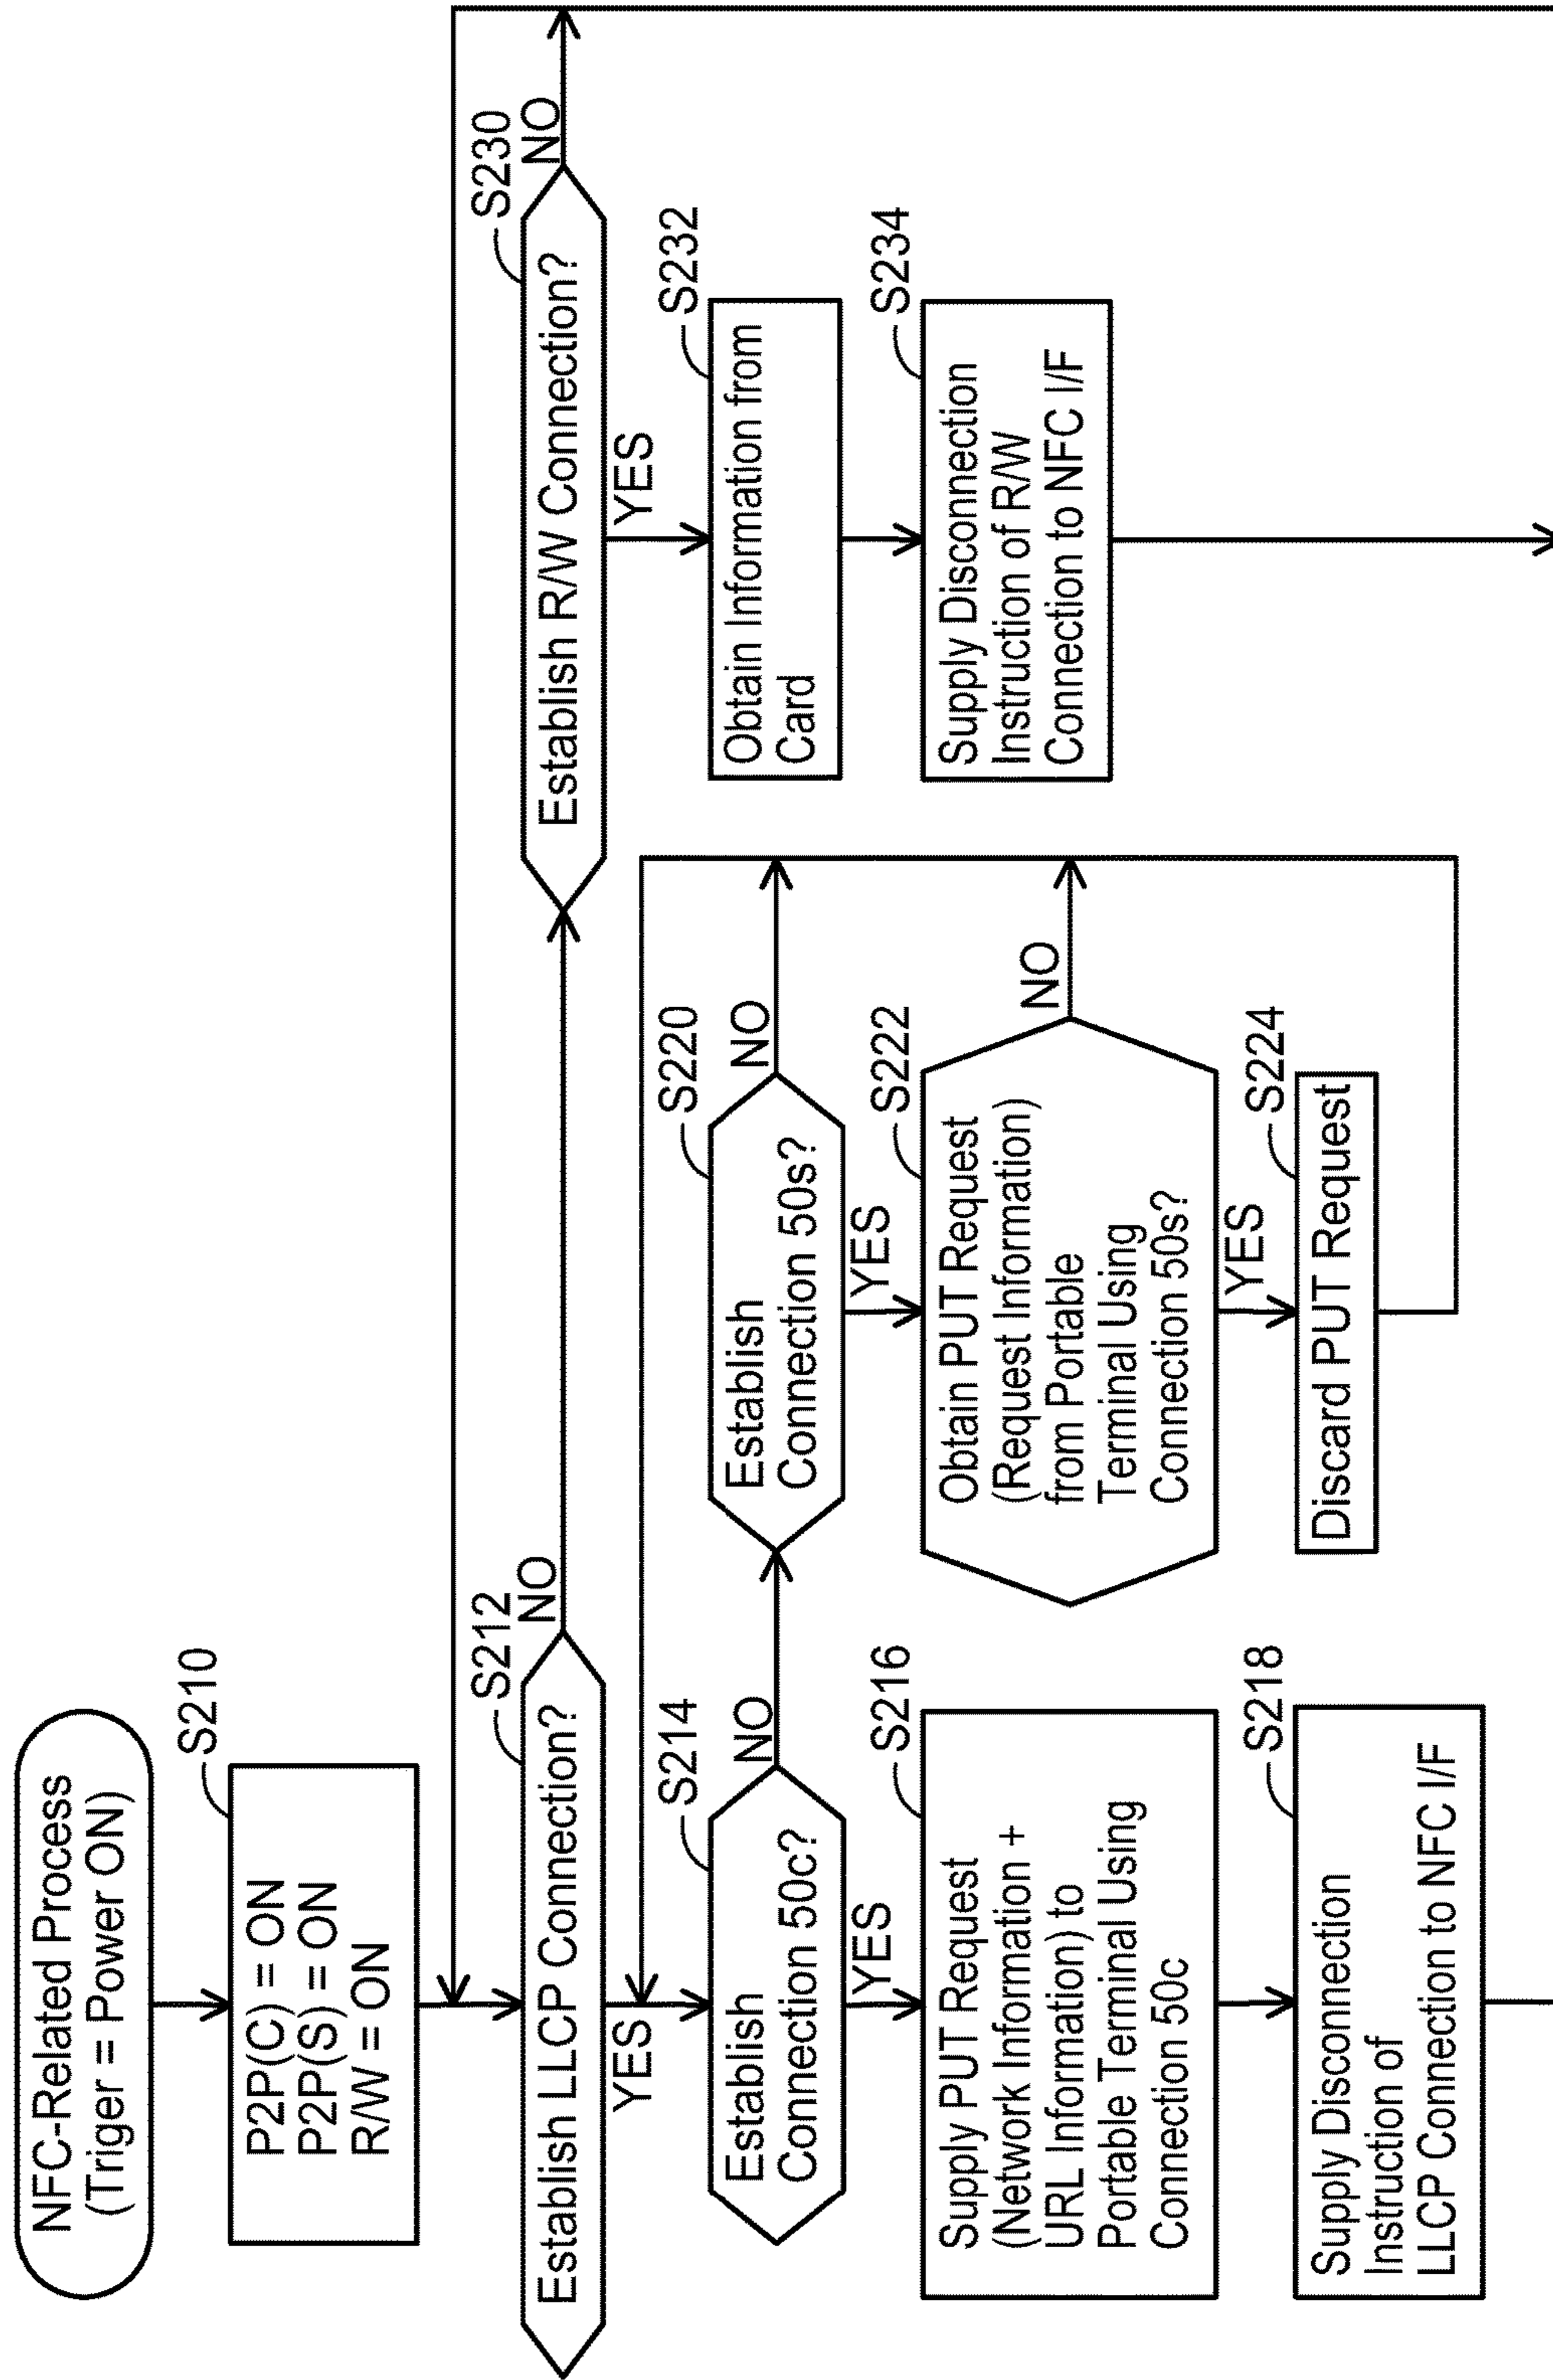 NFC-Related Process
(Triger = Power ON)
S210
P2P(C) = ON
P2P(S) = ON
R/W = ON
S212
Establish LLCP Connection?
NO
YES
S214
Establish
Connection 50c?
NO
YES
S216
Supply PUT Request
(Network Information +
URL Information) to
Portable Terminal Using
Connection 50c
S218
Supply Disconnection
Instruction of
LLCP Connection to NFC I/F
S220
Establish
Connection 50s?
NO
YES
S222
Obtain PUT Request
(Request Information)
from Portable
Terminal Using
Connection 50s?
NO
YES
S224
Discard PUT Request
S230
Establish R/W Connection?
NO
YES
S232
Obtain Information from
Card
S234
Supply Disconnection
Instruction of R/W
Connection to NFC I/F